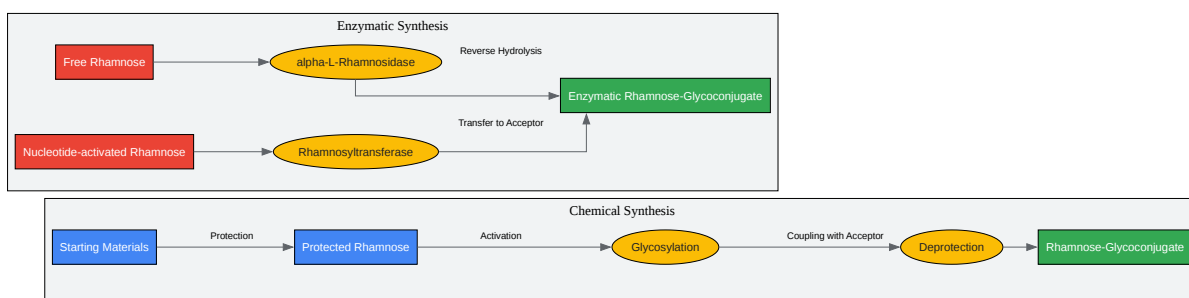 Enzymatic Synthesis
Reverse Hydrolysis
Free Rhamnose
alpha-L-Rhamnosidase
Enzymatic Rhamnose-Glycoconjugate
Transfer to Acceptor
Nucleotide-activated Rhamnose
Rhamnosyltransferase
Chemical Synthesis
Starting Materials
Protection
Protected Rhamnose
Activation
Glycosylation
Coupling with Acceptor
Deprotection
Rhamnose-Glycoconjugate